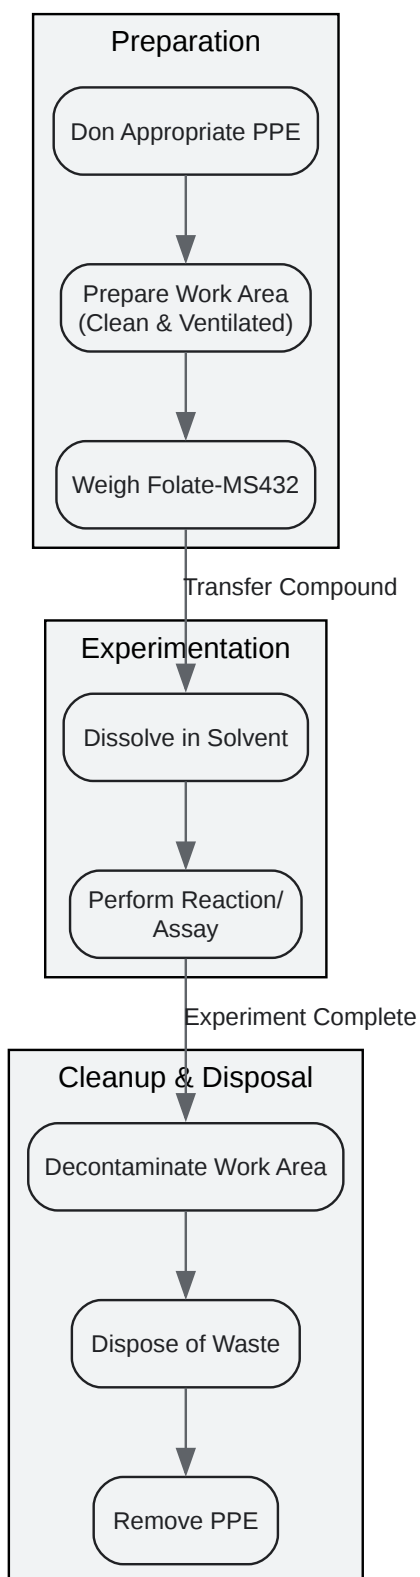 Preparation
Don Appropriate PPE
Prepare Work Area
(Clean & Ventilated)
Weigh Folate-MS432
Transfer Compound
Experimentation
Dissolve in Solvent
Perform Reaction/
Assay
Experiment Complete
Cleanup & Disposal
Decontaminate Work Area
Dispose of Waste
Remove PPE